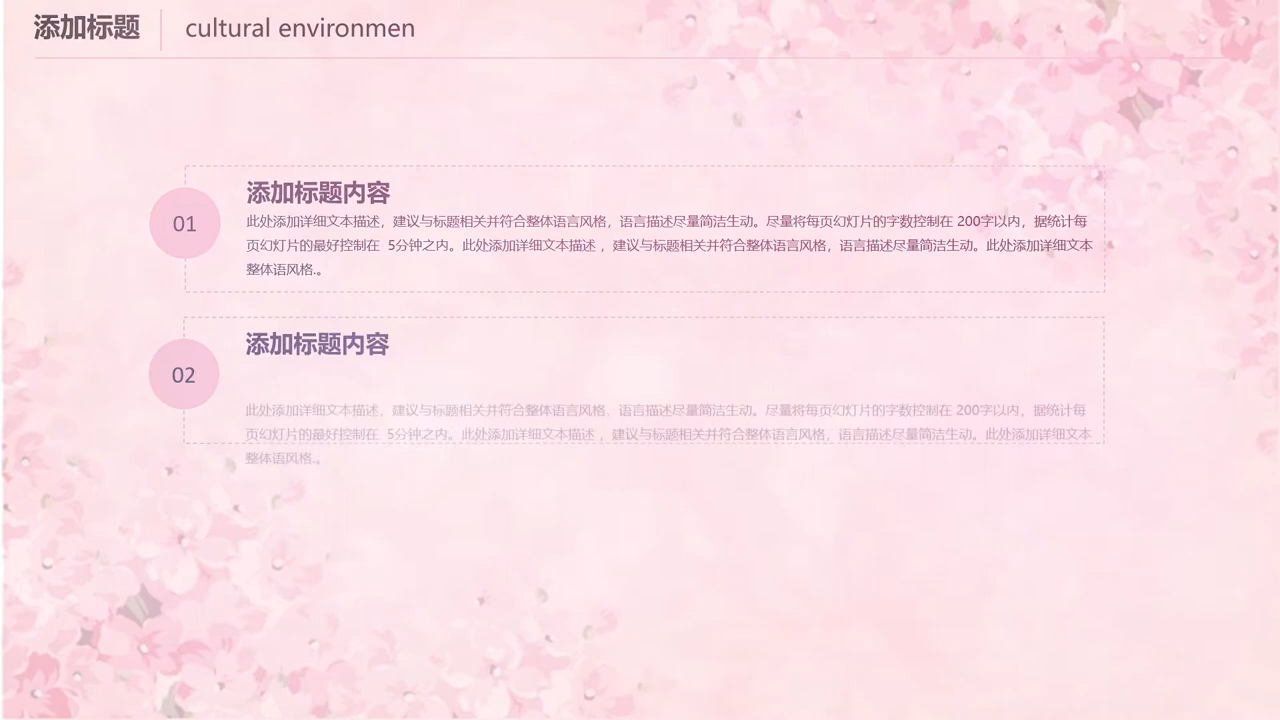 添加标题
cultural environmen
01
添加标题内容
此处添加详细文本描述，建议与标题相关并符合整体语言风格，语言描述尽量简洁生动。尽量将每页幻灯片的字数控制在 200字以内，据统计每
页幻灯片的最好控制在 5分钟之内。此处添加详细文本描述 ，建议与标题相关并符合整体语言风格，语言描述尽量简洁生动。此处添加详细文本
整体语风格.。
02
添加标题内容
此处添加详细文本描述，建议与标题相关并符合整体语言风格，语言描述尽量简洁生动。尽量将每页幻灯片的字数控制在 200字以内，据统计每
页幻灯片的最好控制在 5分钟之内。此处添加详细文本描述 ，建议与标题相关并符合整体语言风格，语言描述尽量简洁生动。此处添加详细文本
整体语风格.。